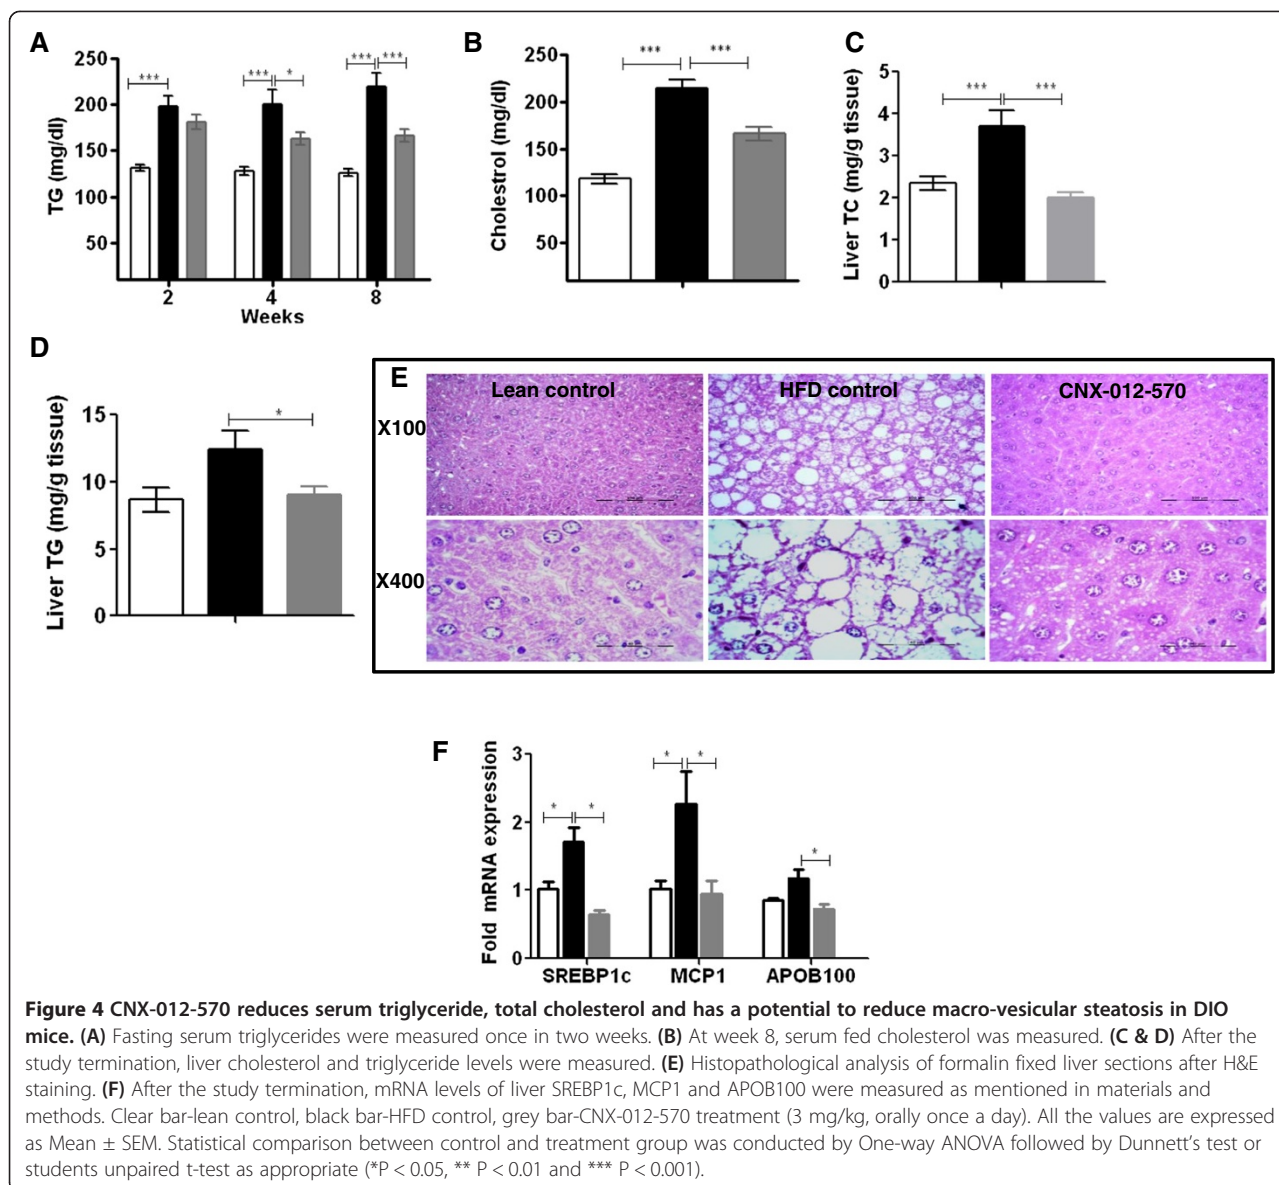 A
TG (mg/dl)
250
200
150
100
50
***
***
*
***
***
2
4
8
Weeks
B
Cholestrol (mg/dl)
250
200
150
100
50
***
***
C
Liver TC (mg/g tissue)
5
4
3
2
1
0
***
***
D
Liver TG (mg/g tissue)
15
10
5
0
*
E
Lean control
HFD control
CNX-012-570
X100
X400
F
Fold mRNA expression
3
2
1
0
*
*
*
*
*
SREBP1c
MCP1
APOB100
Figure 4 CNX-012-570 reduces serum triglyceride, total cholesterol and has a potential to reduce macro-vesicular steatosis in DIO
mice. (A) Fasting serum triglycerides were measured once in two weeks. (B) At week 8, serum fed cholesterol was measured. (C & D) After the
study termination, liver cholesterol and triglyceride levels were measured. (E) Histopathological analysis of formalin fixed liver sections after H&E
staining. (F) After the study termination, mRNA levels of liver SREBP1c, MCP1 and APOB100 were measured as mentioned in materials and
methods. Clear bar-lean control, black bar-HFD control, grey bar-CNX-012-570 treatment (3 mg/kg, orally once a day). All the values are expressed
as Mean ± SEM. Statistical comparison between control and treatment group was conducted by One-way ANOVA followed by Dunnett's test or
students unpaired t-test as appropriate (*P < 0.05, ** P < 0.01 and *** P < 0.001).